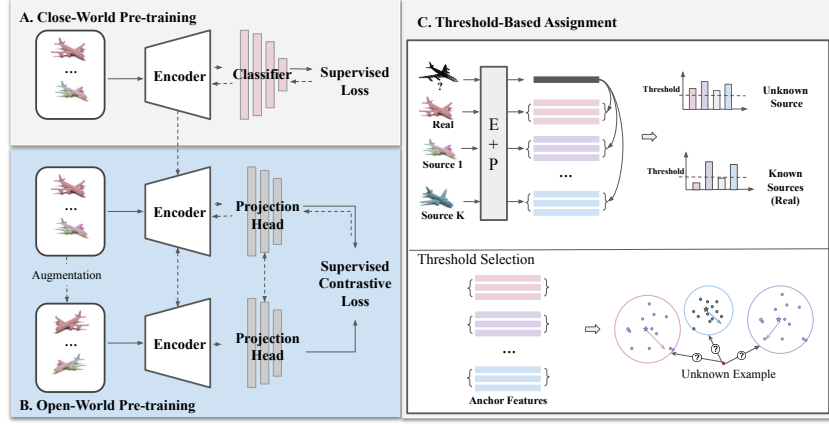 A. Close-World Pre-training
...
Encoder
Classifier
Supervised
Loss
Encoder
Projection
Head
Augmentation
Supervised
Contrastive
Loss
...
Encoder
Projection
Head
...
B. Open-World Pre-training
C. Threshold-Based Assignment
?
Real
Source 1
Source K
E
+
P
...
Threshold
Unknown
Source
Threshold
Known
Sources
(Real)
Threshold Selection
...
Anchor Features
?
?
?
Unknown Example